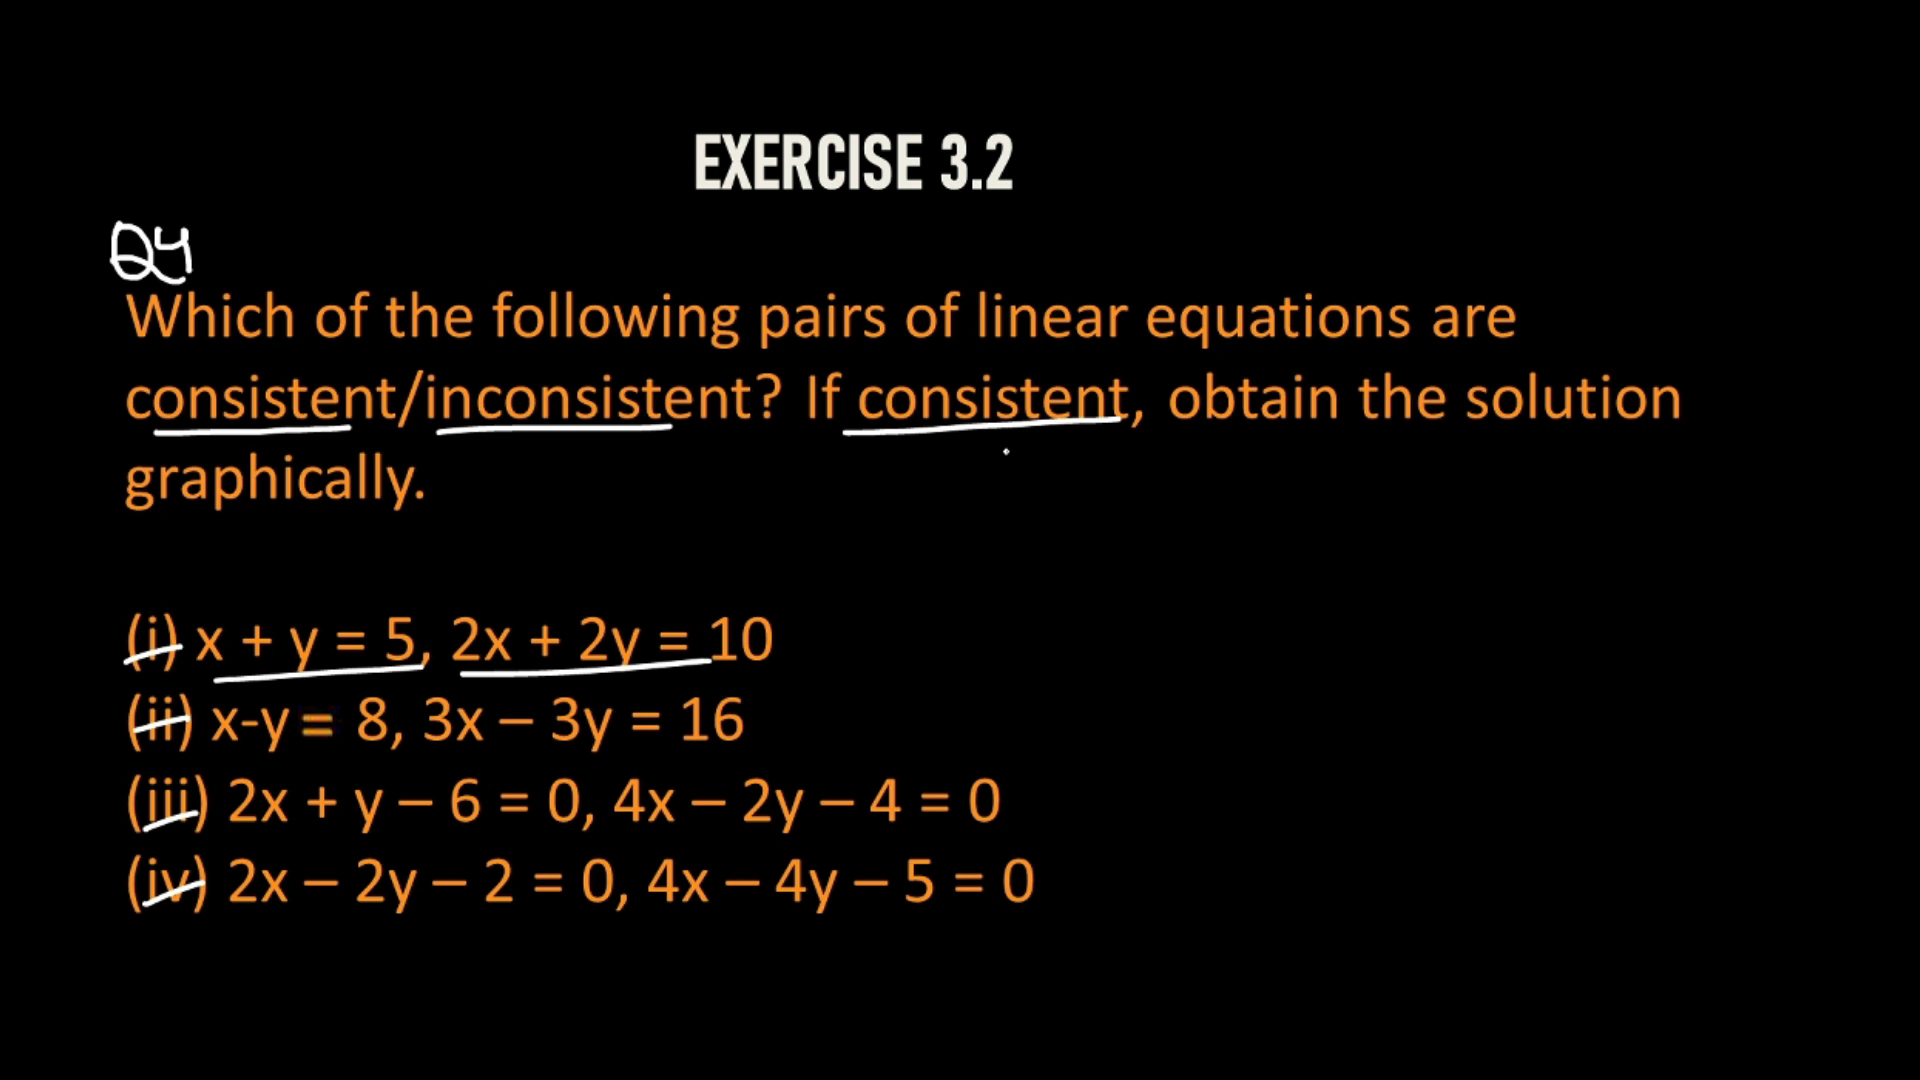 EXERCISE 3.2
Q4
Which of the following pairs of linear equations are
consistent/inconsistent? If consistent, obtain the solution
graphically.
(i) x + y = 5, 2x + 2y = 10
(ii) x-y = 8, 3x – 3y = 16
(iii) 2x + y – 6 = 0, 4x – 2y – 4 = 0
(iv) 2x – 2y – 2 = 0, 4x – 4y – 5 = 0